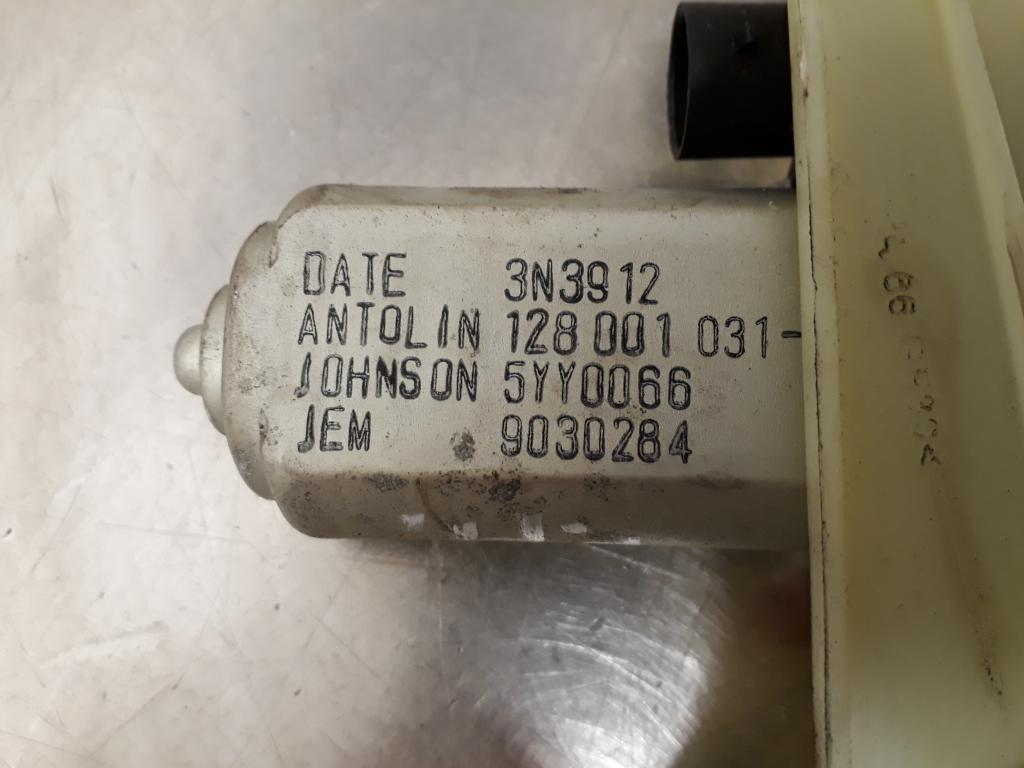 DATE 3N3912
ANTOLIN 128 001 031-
JOHNSON 5YY0066
JEM 9030284